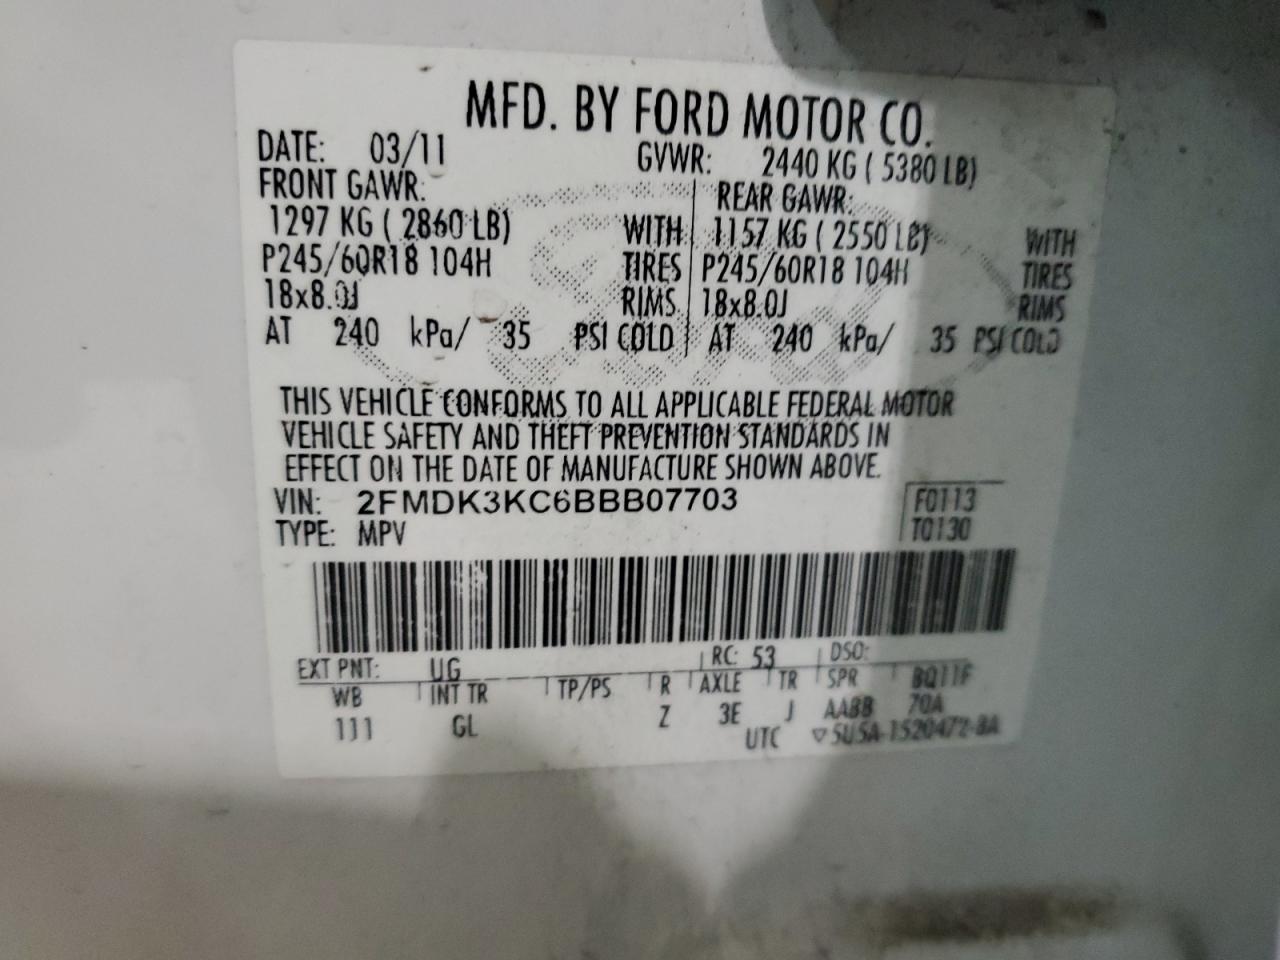 MFD. BY FORD MOTOR CO.
DATE: 03/11 GVWR: 2440 KG ( 5380 LB)
FRONT GAWR: REAR GAWR:
1297 KG ( 2860 LB) WITH 1157 KG ( 2550 LB) WITH
P245/60R18 104H TIRES P245/60R18 104H TIRES
18x8.0J RIMS 18x8.0J RIMS
AT 240 kPa/ 35 PSI COLD AT 240 kPa/ 35 PSI COLD
THIS VEHICLE CONFORMS TO ALL APPLICABLE FEDERAL MOTOR
VEHICLE SAFETY AND THEFT PREVENTION STANDARDS IN
EFFECT ON THE DATE OF MANUFACTURE SHOWN ABOVE.
VIN: 2FMDK3KC6BBB07703 F0113
TYPE: MPV T0130
EXT PNT: UG RC: 53 DSO:
WB INT TR TP/PS R AXLE TR SPR BQ11F
111 GL Z 3E J AABB 70A
UTC ▽5U5A-1520472-BA